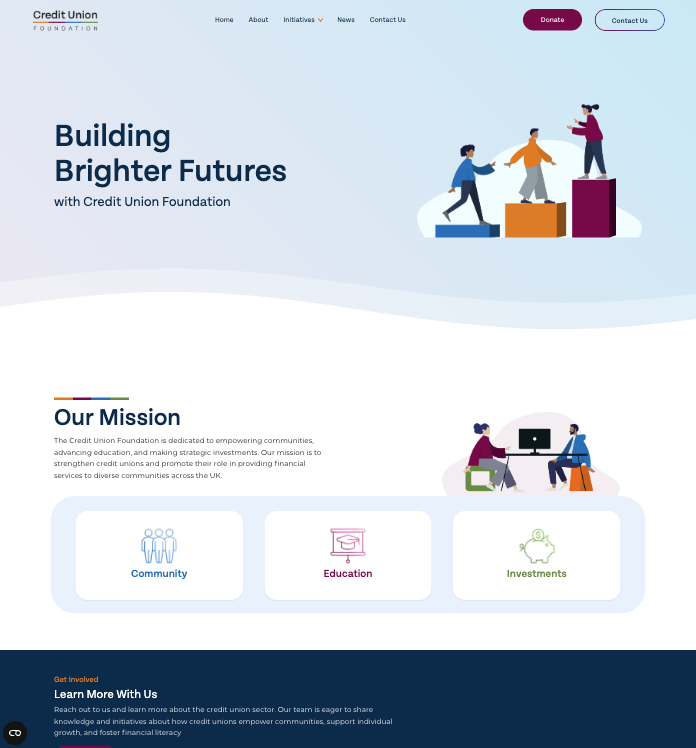 Credit Union
FOUNDATION
Home
About
Initiatives
News
Contact Us
Donate
Contact Us
Building
Brighter Futures
with Credit Union Foundation
Our Mission
The Credit Union Foundation is dedicated to empowering communities,
advancing education, and making strategic investments. Our mission is to
strengthen credit unions and promote their role in providing financial
services to diverse communities across the UK.
Community
Education
Investments
Get Involved
Learn More With Us
Reach out to us and learn more about the credit union sector. Our team is eager to share
knowledge and initiatives about how credit unions empower communities, support individual
growth, and foster financial literacy